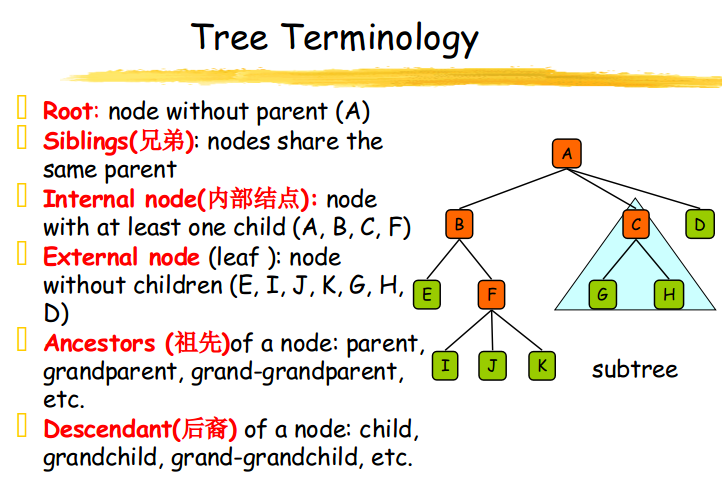 Tree Terminology
Root: node without parent (A)
Siblings(兄弟): nodes share the
same parent
Internal node(内部结点): node
with at least one child (A, B, C, F)
External node (leaf ): node
without children (E, I, J, K, G, H,
D)
Ancestors (祖先)of a node: parent,
grandparent, grand-grandparent,
etc.
Descendant(后裔) of a node: child,
grandchild, grand-grandchild, etc.
A
B
C
D
E
F
G
H
I
J
K
subtree